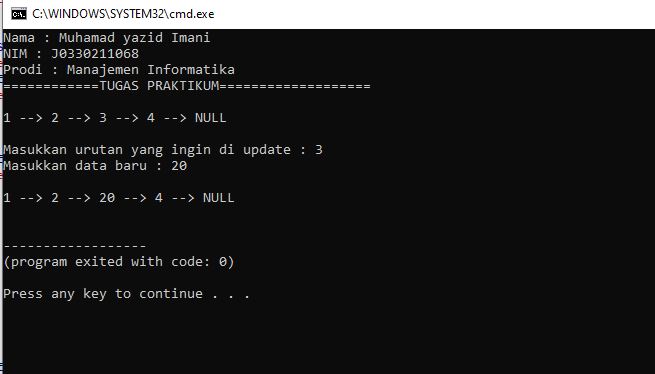 C:\WINDOWS\SYSTEM32\cmd.exe
Nama : Muhamad yazid Imani
NIM : J0330211068
Prodi : Manajemen Informatika
============TUGAS PRAKTIKUM===================
1 --> 2 --> 3 --> 4 --> NULL
Masukkan urutan yang ingin di update : 3
Masukkan data baru : 20
1 --> 2 --> 20 --> 4 --> NULL
------------------
(program exited with code: 0)
Press any key to continue . . .